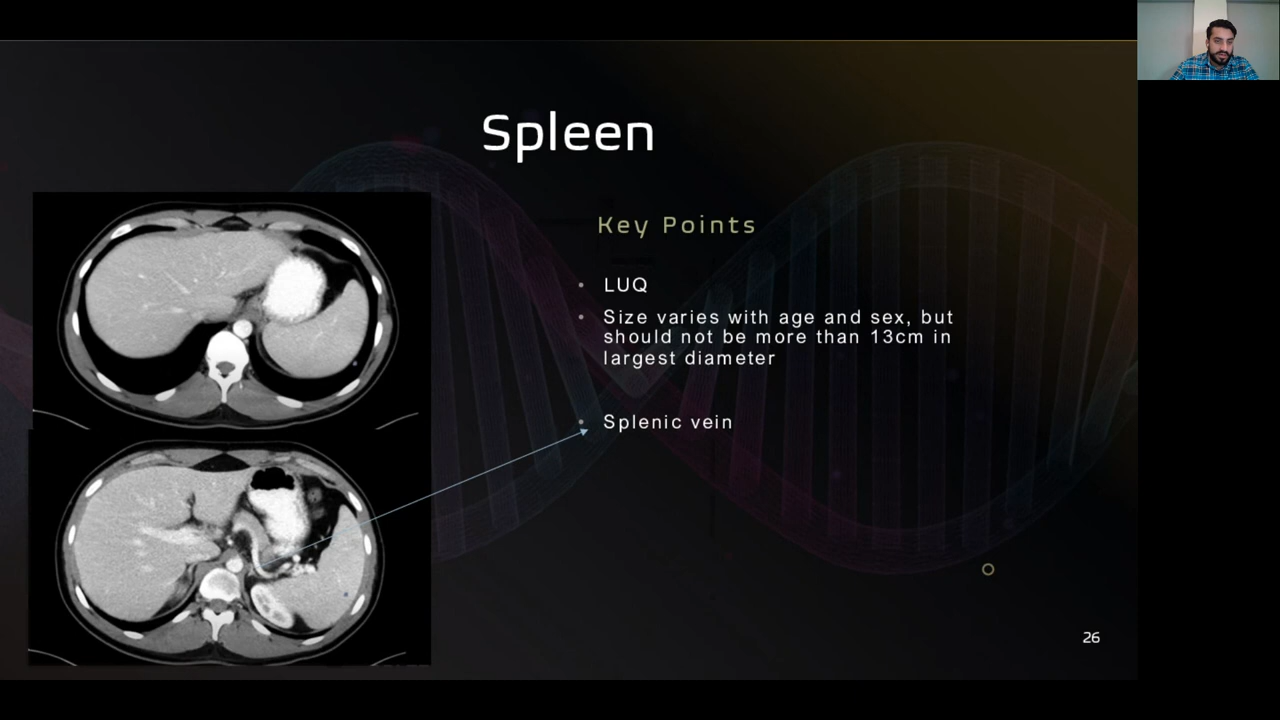 Spleen
Key Points
LUQ
Size varies with age and sex, but
should not be more than 13cm in
largest diameter
Splenic vein
26